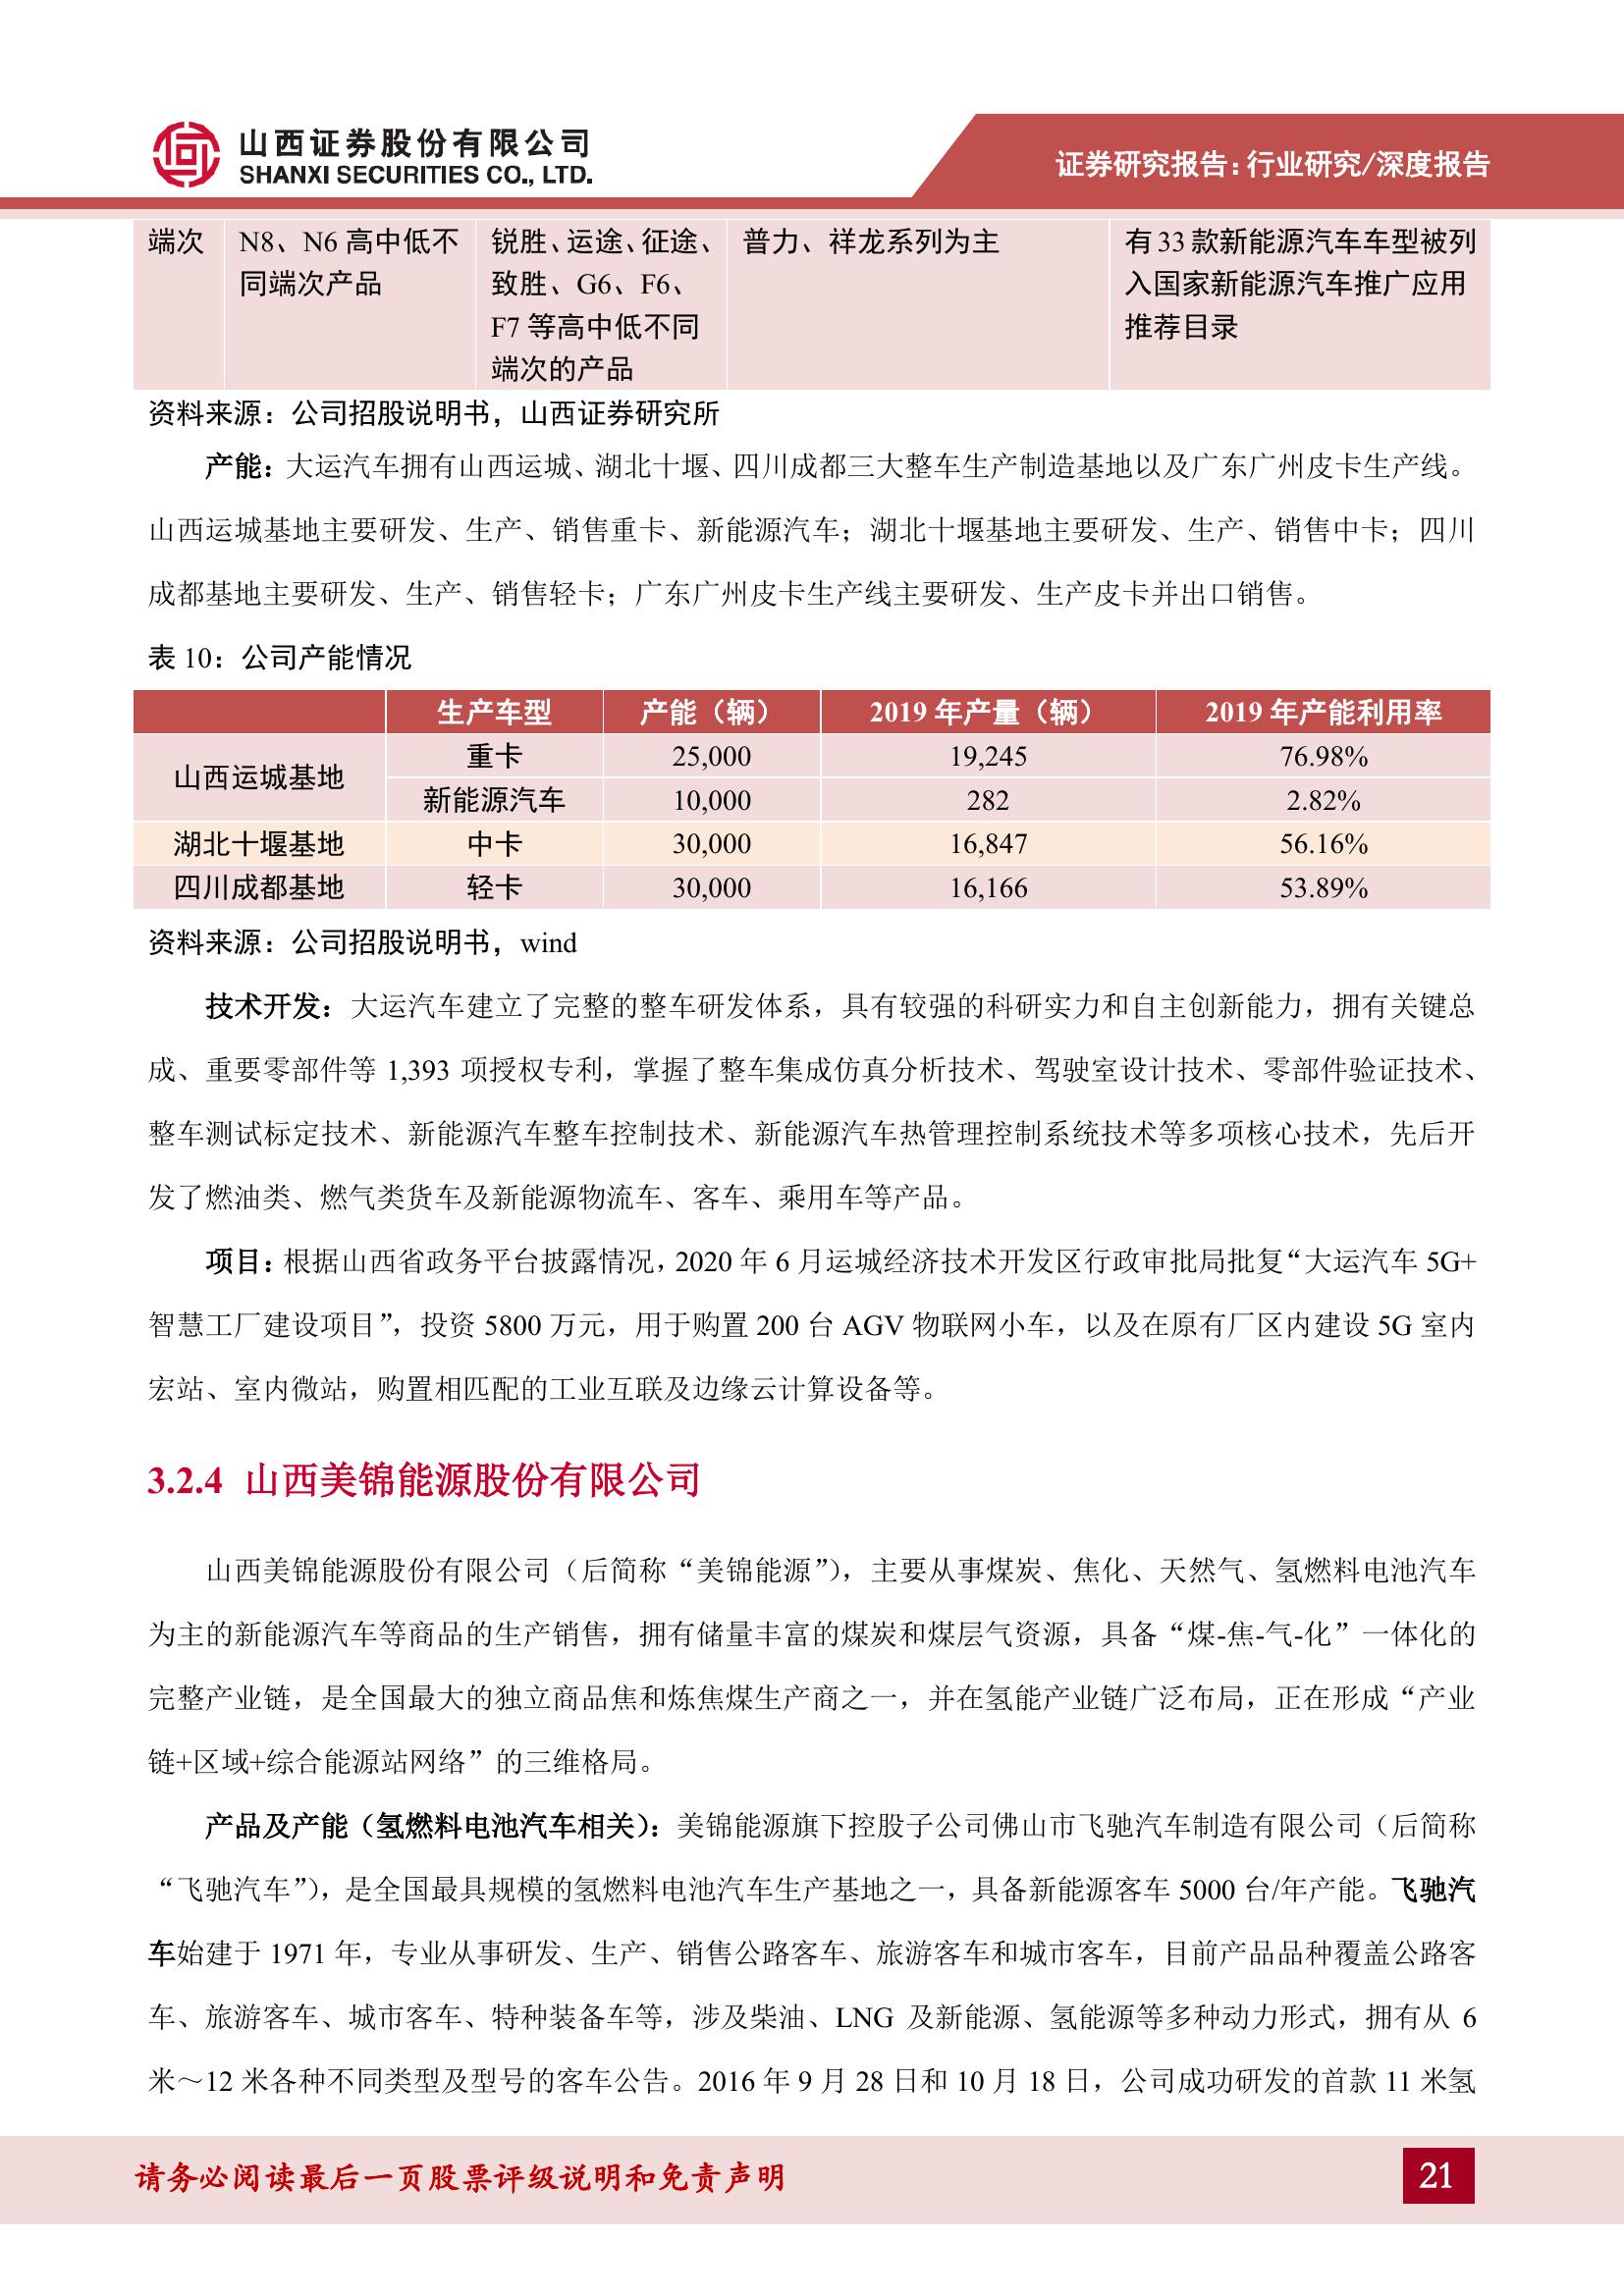 山西证券股份有限公司
SHANXI SECURITIES CO., LTD.
证券研究报告：行业研究/深度报告
端次
N8、N6 高中低不
同端次产品
锐胜、运途、征途、
致胜、G6、F6、
F7 等高中低不同
端次的产品
普力、祥龙系列为主
有 33 款新能源汽车车型被列
入国家新能源汽车推广应用
推荐目录
资料来源：公司招股说明书，山西证券研究所
产能：大运汽车拥有山西运城、湖北十堰、四川成都三大整车生产制造基地以及广东广州皮卡生产线。
山西运城基地主要研发、生产、销售重卡、新能源汽车；湖北十堰基地主要研发、生产、销售中卡；四川
成都基地主要研发、生产、销售轻卡；广东广州皮卡生产线主要研发、生产皮卡并出口销售。
表 10：公司产能情况
生产车型 产能（辆） 2019 年产量（辆） 2019 年产能利用率
山西运城基地 重卡 25,000 19,245 76.98%
新能源汽车 10,000 282 2.82%
湖北十堰基地 中卡 30,000 16,847 56.16%
四川成都基地 轻卡 30,000 16,166 53.89%
资料来源：公司招股说明书，wind
技术开发：大运汽车建立了完整的整车研发体系，具有较强的科研实力和自主创新能力，拥有关键总
成、重要零部件等 1,393 项授权专利，掌握了整车集成仿真分析技术、驾驶室设计技术、零部件验证技术、
整车测试标定技术、新能源汽车整车控制技术、新能源汽车热管理控制系统技术等多项核心技术，先后开
发了燃油类、燃气类货车及新能源物流车、客车、乘用车等产品。
项目：根据山西省政务平台披露情况，2020 年 6 月运城经济技术开发区行政审批局批复“大运汽车 5G+
智慧工厂建设项目”，投资 5800 万元，用于购置 200 台 AGV 物联网小车，以及在原有厂区内建设 5G 室内
宏站、室内微站，购置相匹配的工业互联及边缘云计算设备等。
3.2.4 山西美锦能源股份有限公司
山西美锦能源股份有限公司（后简称“美锦能源”），主要从事煤炭、焦化、天然气、氢燃料电池汽车
为主的新能源汽车等商品的生产销售，拥有储量丰富的煤炭和煤层气资源，具备“煤-焦-气-化”一体化的
完整产业链，是全国最大的独立商品焦和炼焦煤生产商之一，并在氢能产业链广泛布局，正在形成“产业
链+区域+综合能源站网络”的三维格局。
产品及产能（氢燃料电池汽车相关）：美锦能源旗下控股子公司佛山市飞驰汽车制造有限公司（后简称
“飞驰汽车”），是全国最具规模的氢燃料电池汽车生产基地之一，具备新能源客车 5000 台/年产能。飞驰汽
车始建于 1971 年，专业从事研发、生产、销售公路客车、旅游客车和城市客车，目前产品品种覆盖公路客
车、旅游客车、城市客车、特种装备车等，涉及柴油、LNG 及新能源、氢能源等多种动力形式，拥有从 6
米～12 米各种不同类型及型号的客车公告。2016 年 9 月 28 日和 10 月 18 日，公司成功研发的首款 11 米氢
请务必阅读最后一页股票评级说明和免责声明
21